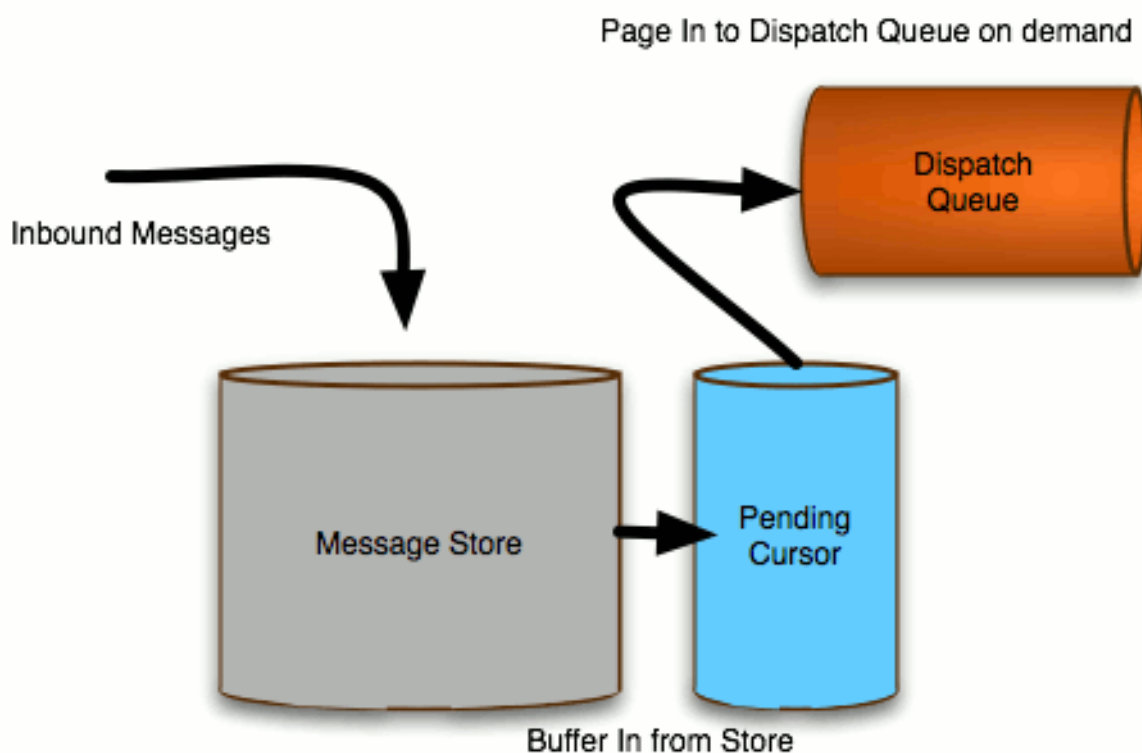 Page In to Dispatch Queue on demand
Dispatch
Queue
Inbound Messages
Message Store
Pending
Cursor
Buffer In from Store